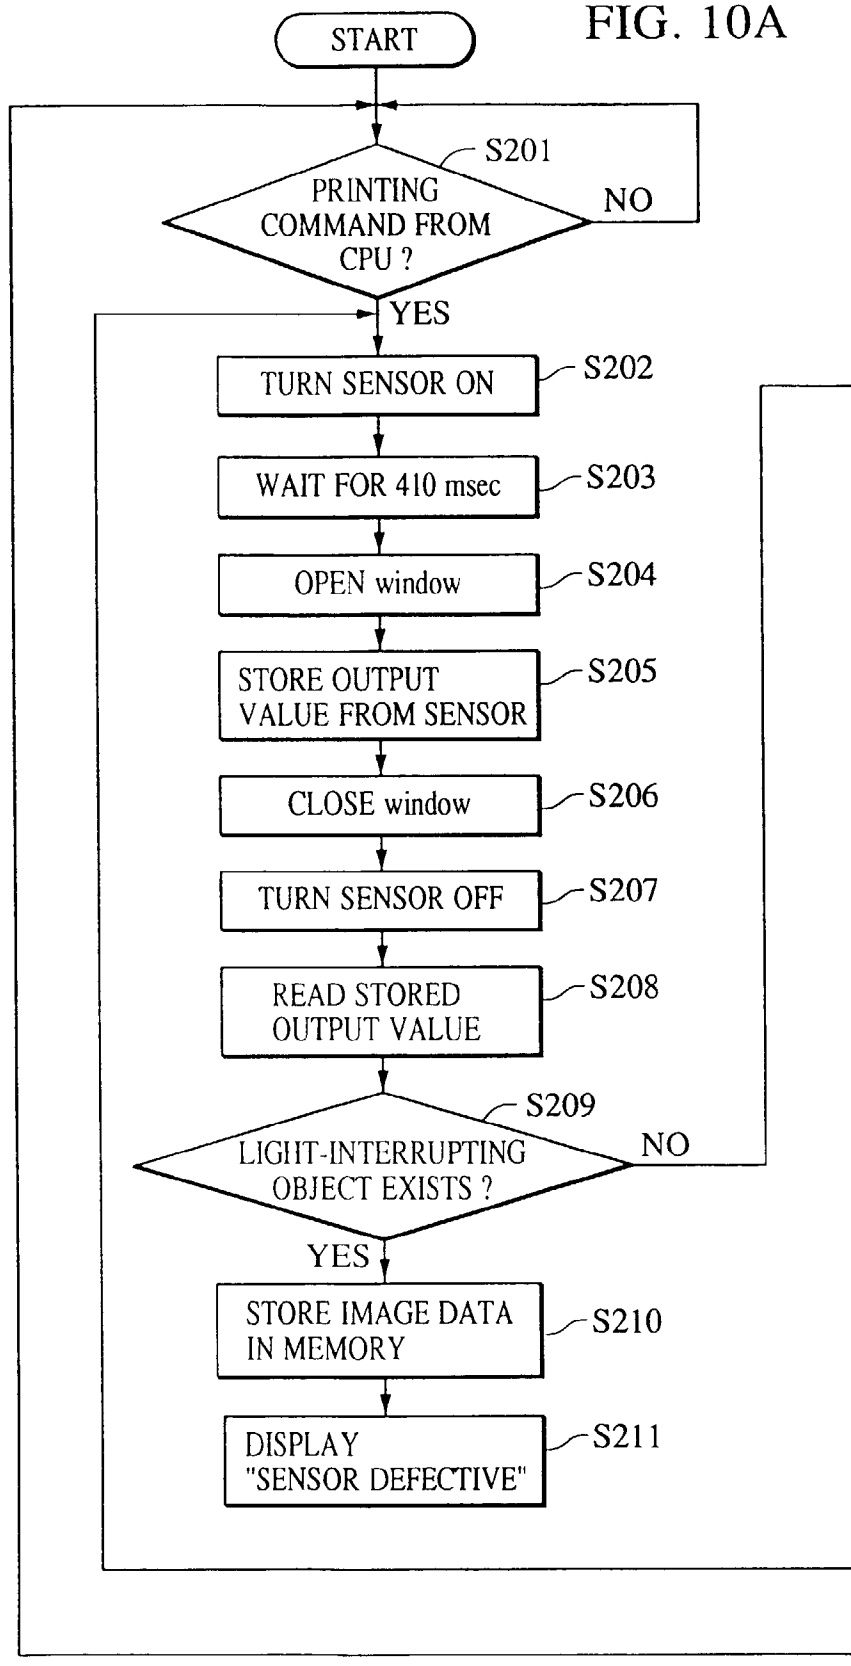 FIG. 10A
START
S201
PRINTING
COMMAND FROM
CPU ?
NO
YES
TURN SENSOR ON
S202
WAIT FOR 410 msec
S203
OPEN window
S204
STORE OUTPUT
VALUE FROM SENSOR
S205
CLOSE window
S206
TURN SENSOR OFF
S207
READ STORED
OUTPUT VALUE
S208
S209
LIGHT-INTERRUPTING
OBJECT EXISTS ?
NO
YES
STORE IMAGE DATA
IN MEMORY
S210
DISPLAY
"SENSOR DEFECTIVE"
S211